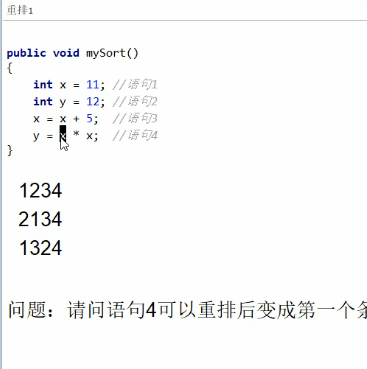 重排1
public void mySort()
{
    int x = 11; //语句1
    int y = 12; //语句2
    x = x + 5;  //语句3
    y = x * x;  //语句4
}
1234
2134
1324
问题：请问语句4可以重排后变成第一个条